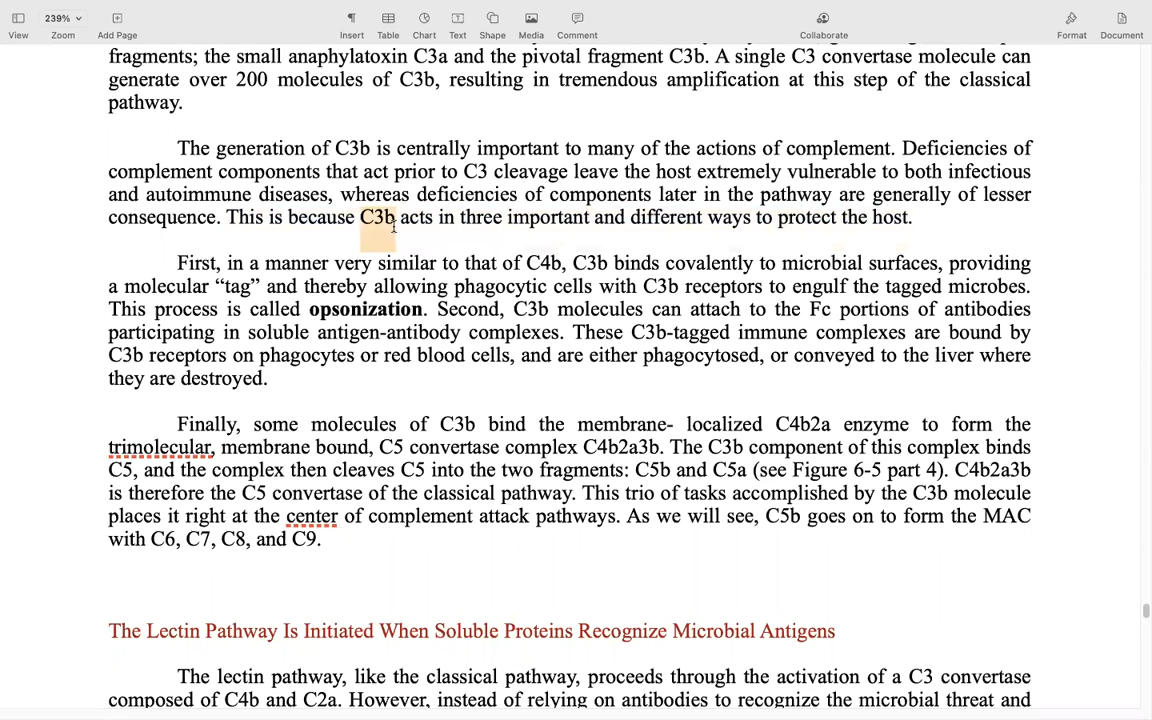 239%
View
Zoom
Add Page
Insert
Table
Chart
Text
Shape
Media
Comment
Collaborate
Format
Document
fragments; the small anaphylatoxin C3a and the pivotal fragment C3b. A single C3 convertase molecule can
generate over 200 molecules of C3b, resulting in tremendous amplification at this step of the classical
pathway.
The generation of C3b is centrally important to many of the actions of complement. Deficiencies of
complement components that act prior to C3 cleavage leave the host extremely vulnerable to both infectious
and autoimmune diseases, whereas deficiencies of components later in the pathway are generally of lesser
consequence. This is because C3b acts in three important and different ways to protect the host.
First, in a manner very similar to that of C4b, C3b binds covalently to microbial surfaces, providing
a molecular “tag” and thereby allowing phagocytic cells with C3b receptors to engulf the tagged microbes.
This process is called opsonization. Second, C3b molecules can attach to the Fc portions of antibodies
participating in soluble antigen-antibody complexes. These C3b-tagged immune complexes are bound by
C3b receptors on phagocytes or red blood cells, and are either phagocytosed, or conveyed to the liver where
they are destroyed.
Finally, some molecules of C3b bind the membrane- localized C4b2a enzyme to form the
trimolecular, membrane bound, C5 convertase complex C4b2a3b. The C3b component of this complex binds
C5, and the complex then cleaves C5 into the two fragments: C5b and C5a (see Figure 6-5 part 4). C4b2a3b
is therefore the C5 convertase of the classical pathway. This trio of tasks accomplished by the C3b molecule
places it right at the center of complement attack pathways. As we will see, C5b goes on to form the MAC
with C6, C7, C8, and C9.
The Lectin Pathway Is Initiated When Soluble Proteins Recognize Microbial Antigens
The lectin pathway, like the classical pathway, proceeds through the activation of a C3 convertase
composed of C4b and C2a. However, instead of relying on antibodies to recognize the microbial threat and